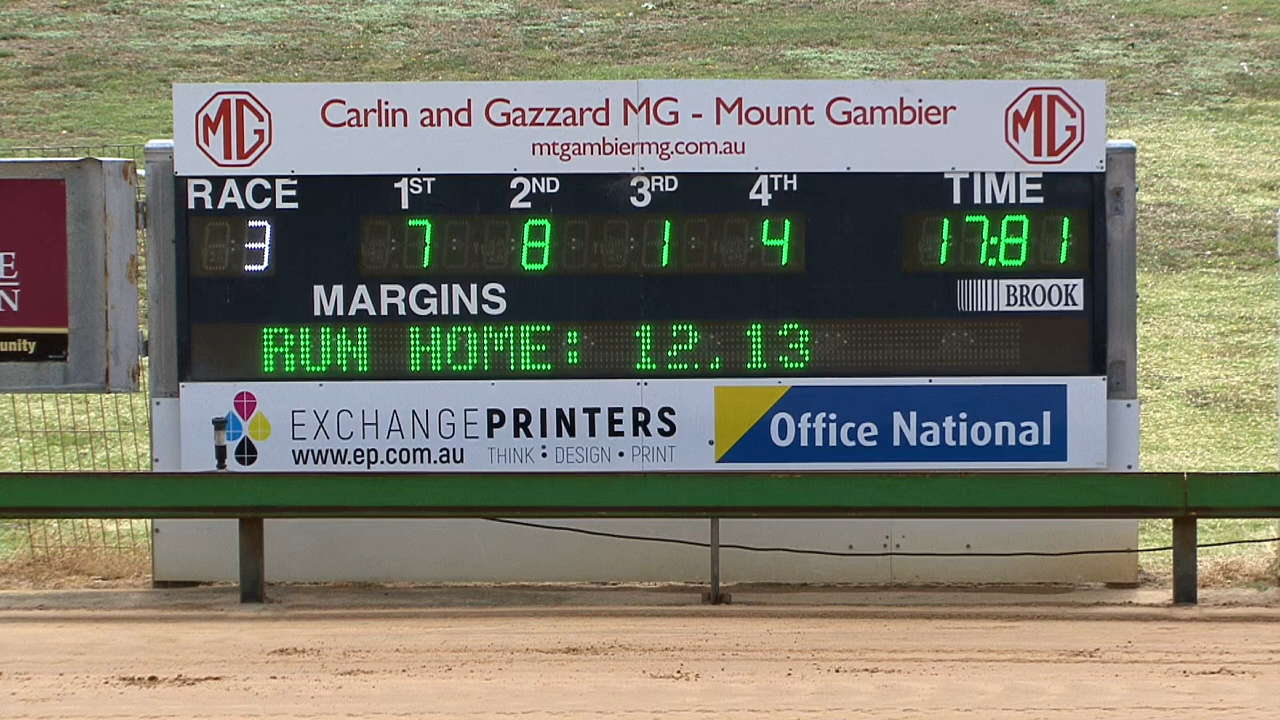 MG Carlin and Gazzard MG - Mount Gambier MG
mtgambiermg.com.au
RACE 1ST 2ND 3RD 4TH TIME
3 7 8 1 4 17:81
MARGINS BROOK
RUN HOME: 12.13
EXCHANGEPRINTERS
www.ep.com.au THINK : DESIGN • PRINT
Office National
E
N
unity